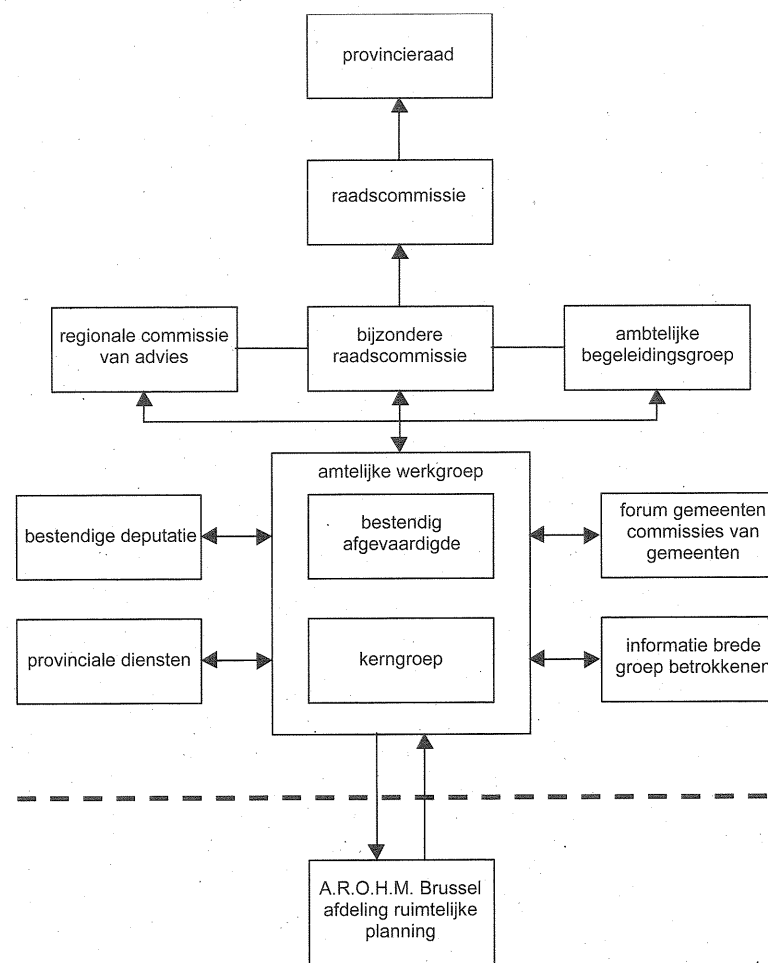 provincieraad
raadscommissie
regionale commissie
van advies
bijzondere
raadscommissie
ambtelijke
begeleidingsgroep
amtelijke werkgroep
bestendige deputatie
bestendig
afgevaardigde
forum gemeenten
commissies van
gemeenten
provinciale diensten
kerngroep
informatie brede
groep betrokkenen
A.R.O.H.M. Brussel
afdeling ruimtelijke
planning